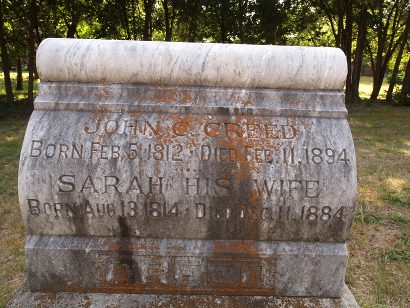 JOHN C. CREED
BORN FEB. 5, 1812. DIED FEB. 11, 1894.
SARAH HIS WIFE
BORN AUG. 13, 1814. DIED DEC. 11, 1884.